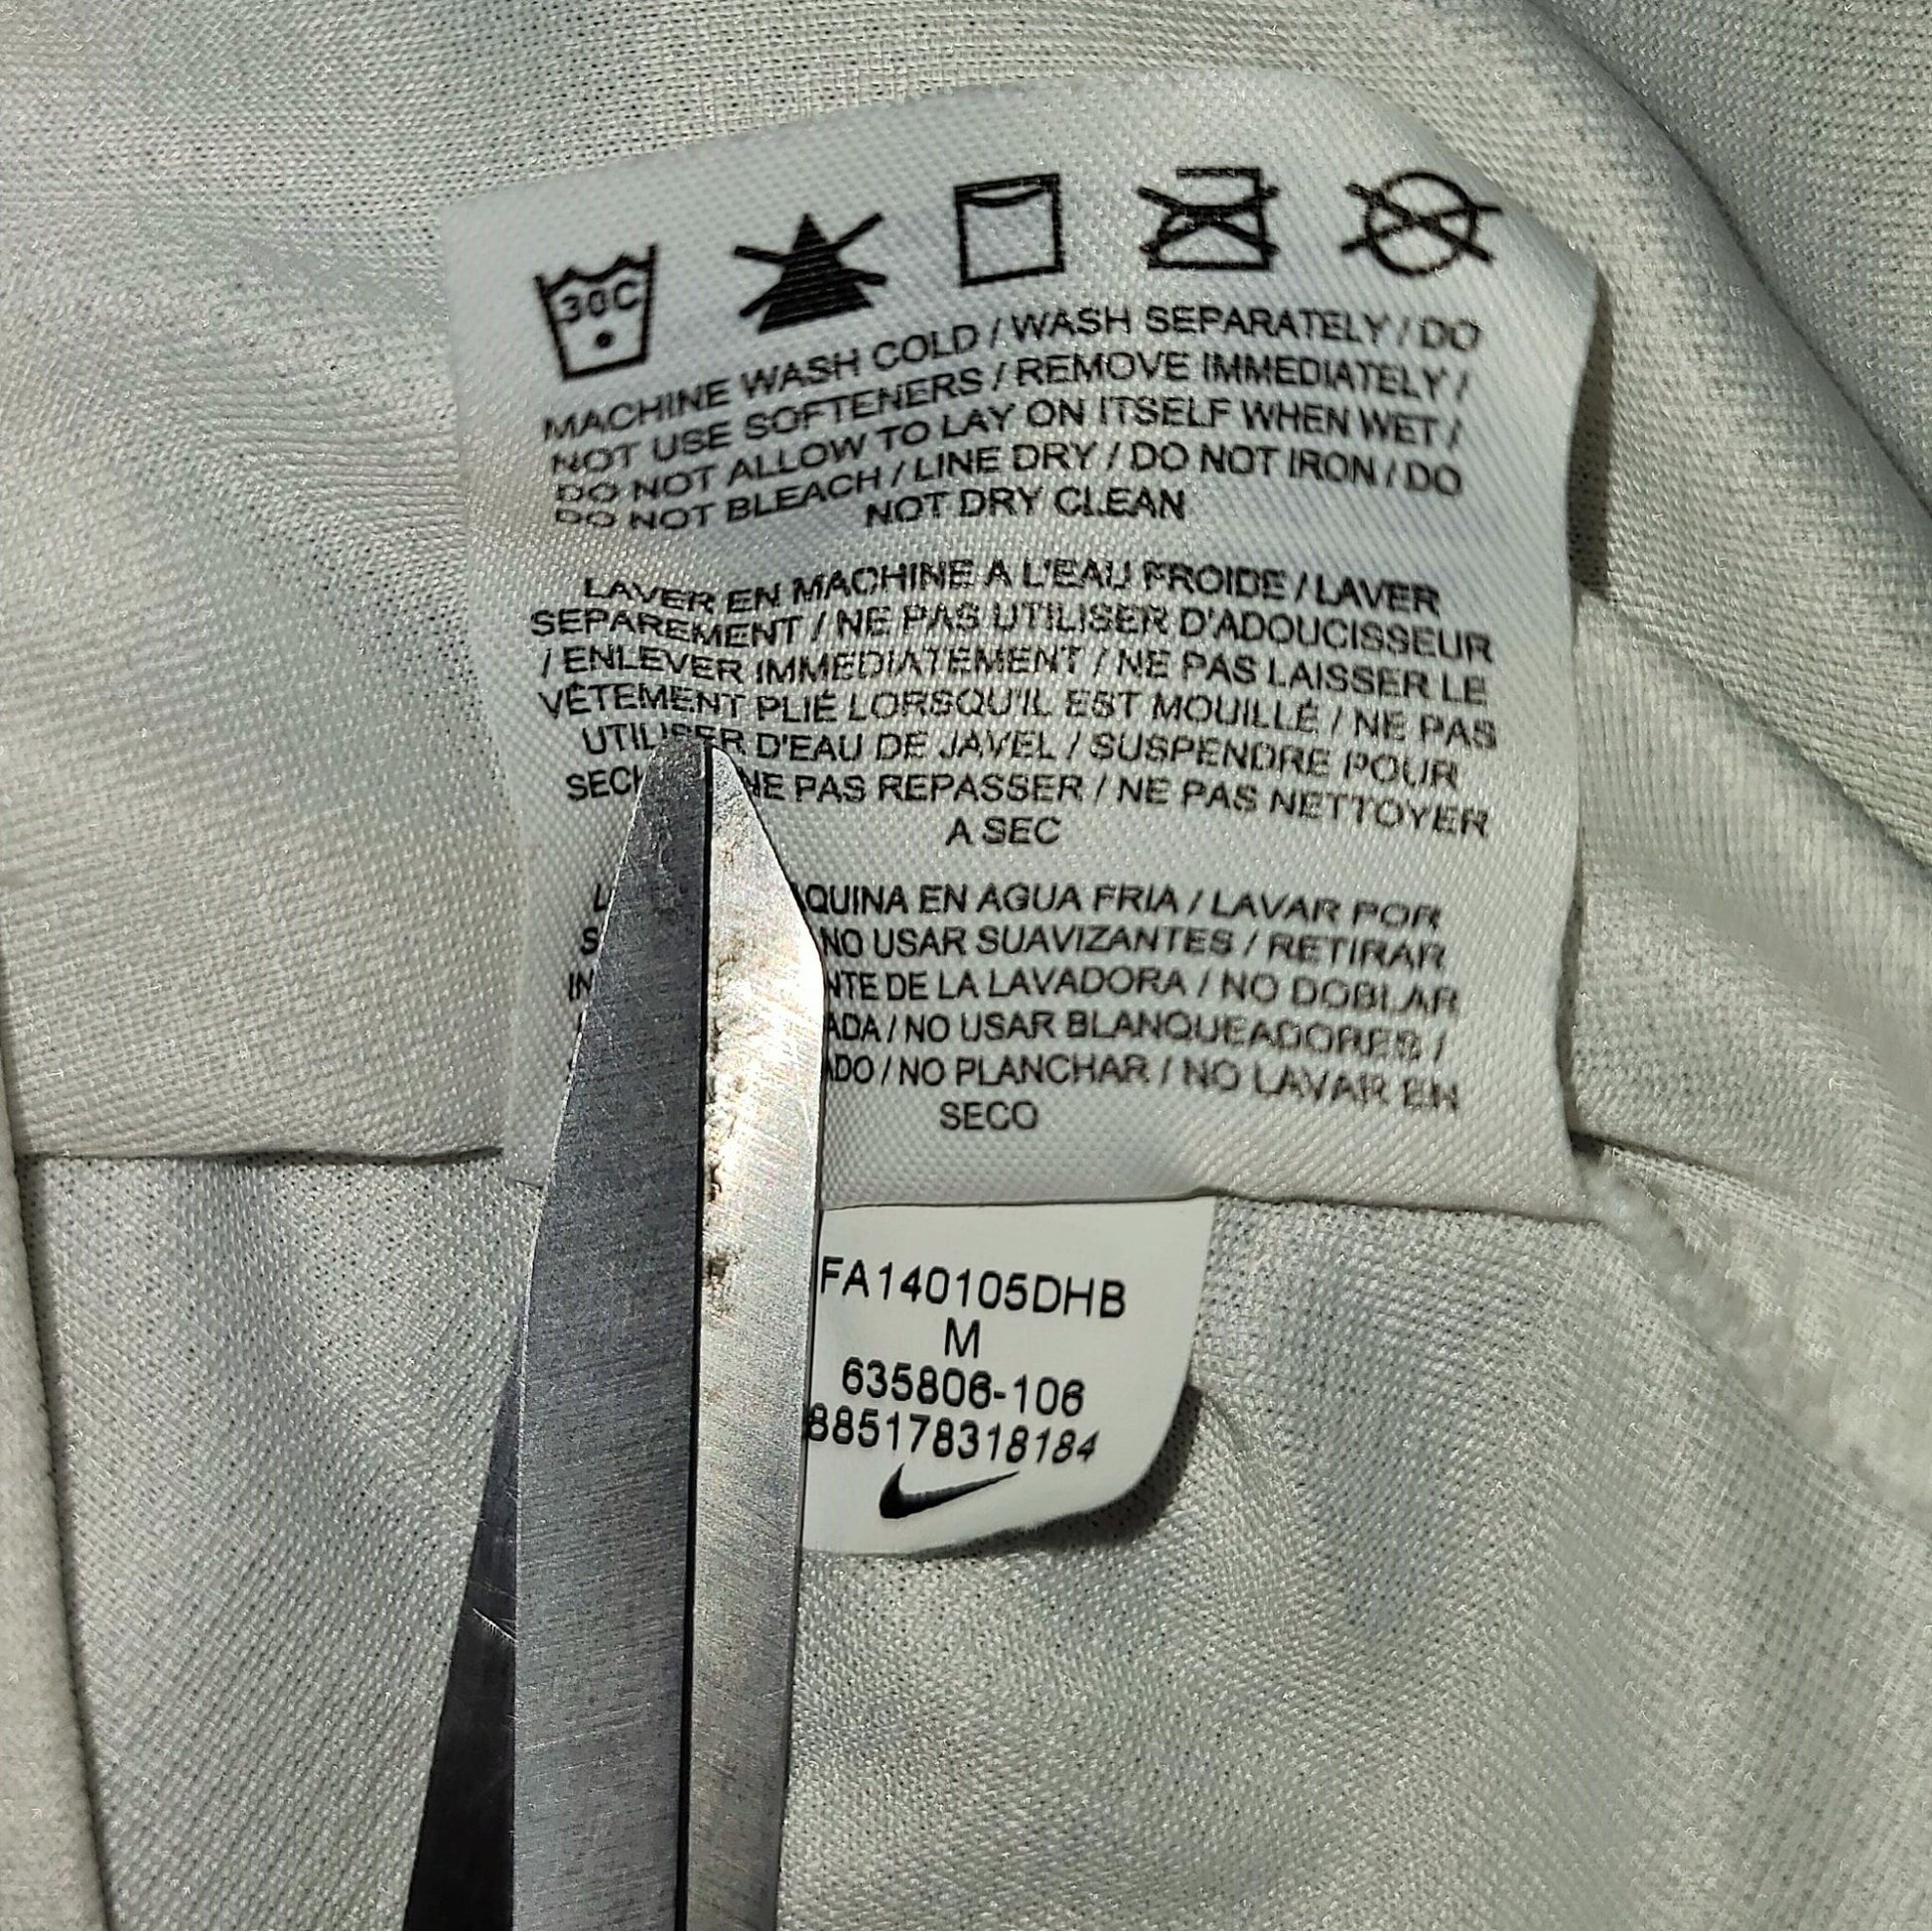 30C
MACHINE WASH COLD / WASH SEPARATELY / DO
NOT USE SOFTENERS / REMOVE IMMEDIATELY /
DO NOT ALLOW TO LAY ON ITSELF WHEN WET /
DO NOT BLEACH / LINE DRY / DO NOT IRON / DO
NOT DRY CLEAN
LAVER EN MACHINE A L'EAU FROIDE / LAVER
SEPAREMENT / NE PAS UTILISER D'ADOUCISSEUR
/ ENLEVER IMMEDIATEMENT / NE PAS LAISSER LE
VÊTEMENT PLIÉ LORSQU'IL EST MOUILLÉ / NE PAS
UTILISER D'EAU DE JAVEL / SUSPENDRE POUR
NE PAS REPASSER / NE PAS NETTOYER
A SEC
EN AGUA FRIA / LAVAR POR
NO USAR SUAVIZANTES / RETIRAR
DE LA LAVADORA / NO DOBLAR
/ NO USAR BLANQUEADORES /
/ NO PLANCHAR / NO LAVAR EN
SECO
FA140105DHB
M
635806-106
885178318184